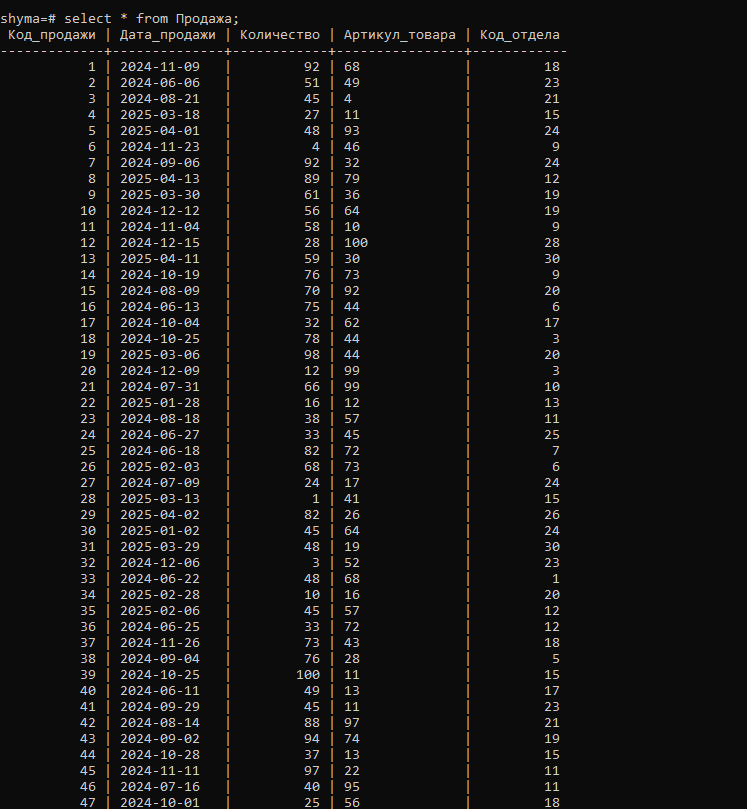 shyma=# select * from Продажа;
 Код_продажи | Дата_продажи | Количество | Артикул_товара | Код_отдела
-------------+--------------+------------+----------------+------------
           1 | 2024-11-09   |         92 | 68             |         18
           2 | 2024-06-06   |         51 | 49             |         23
           3 | 2024-08-21   |         45 | 4              |         21
           4 | 2025-03-18   |         27 | 11             |         15
           5 | 2025-04-01   |         48 | 93             |         24
           6 | 2024-11-23   |          4 | 46             |          9
           7 | 2024-09-06   |         92 | 32             |         24
           8 | 2025-04-13   |         89 | 79             |         12
           9 | 2025-03-30   |         61 | 36             |         19
          10 | 2024-12-12   |         56 | 64             |         19
          11 | 2024-11-04   |         58 | 10             |          9
          12 | 2024-12-15   |         28 | 100            |         28
          13 | 2025-04-11   |         59 | 30             |         30
          14 | 2024-10-19   |         76 | 73             |          9
          15 | 2024-08-09   |         70 | 92             |         20
          16 | 2024-06-13   |         75 | 44             |          6
          17 | 2024-10-04   |         32 | 62             |         17
          18 | 2024-10-25   |         78 | 44             |          3
          19 | 2025-03-06   |         98 | 44             |         20
          20 | 2024-12-09   |         12 | 99             |          3
          21 | 2024-07-31   |         66 | 99             |         10
          22 | 2025-01-28   |         16 | 12             |         13
          23 | 2024-08-18   |         38 | 57             |         11
          24 | 2024-06-27   |         33 | 45             |         25
          25 | 2024-06-18   |         82 | 72             |          7
          26 | 2025-02-03   |         68 | 73             |          6
          27 | 2024-07-09   |         24 | 17             |         24
          28 | 2025-03-13   |          1 | 41             |         15
          29 | 2025-04-02   |         82 | 26             |         26
          30 | 2025-01-02   |         45 | 64             |         24
          31 | 2025-03-29   |         48 | 19             |         30
          32 | 2024-12-06   |          3 | 52             |         23
          33 | 2024-06-22   |         48 | 68             |          1
          34 | 2025-02-28   |         10 | 16             |         20
          35 | 2025-02-06   |         45 | 57             |         12
          36 | 2024-06-25   |         33 | 72             |         12
          37 | 2024-11-26   |         73 | 43             |         18
          38 | 2024-09-04   |         76 | 28             |          5
          39 | 2024-10-25   |        100 | 11             |         15
          40 | 2024-06-11   |         49 | 13             |         17
          41 | 2024-09-29   |         45 | 11             |         23
          42 | 2024-08-14   |         88 | 97             |         21
          43 | 2024-09-02   |         94 | 74             |         19
          44 | 2024-10-28   |         37 | 13             |         15
          45 | 2024-11-11   |         97 | 22             |         11
          46 | 2024-07-16   |         40 | 95             |         11
          47 | 2024-10-01   |         25 | 56             |         18